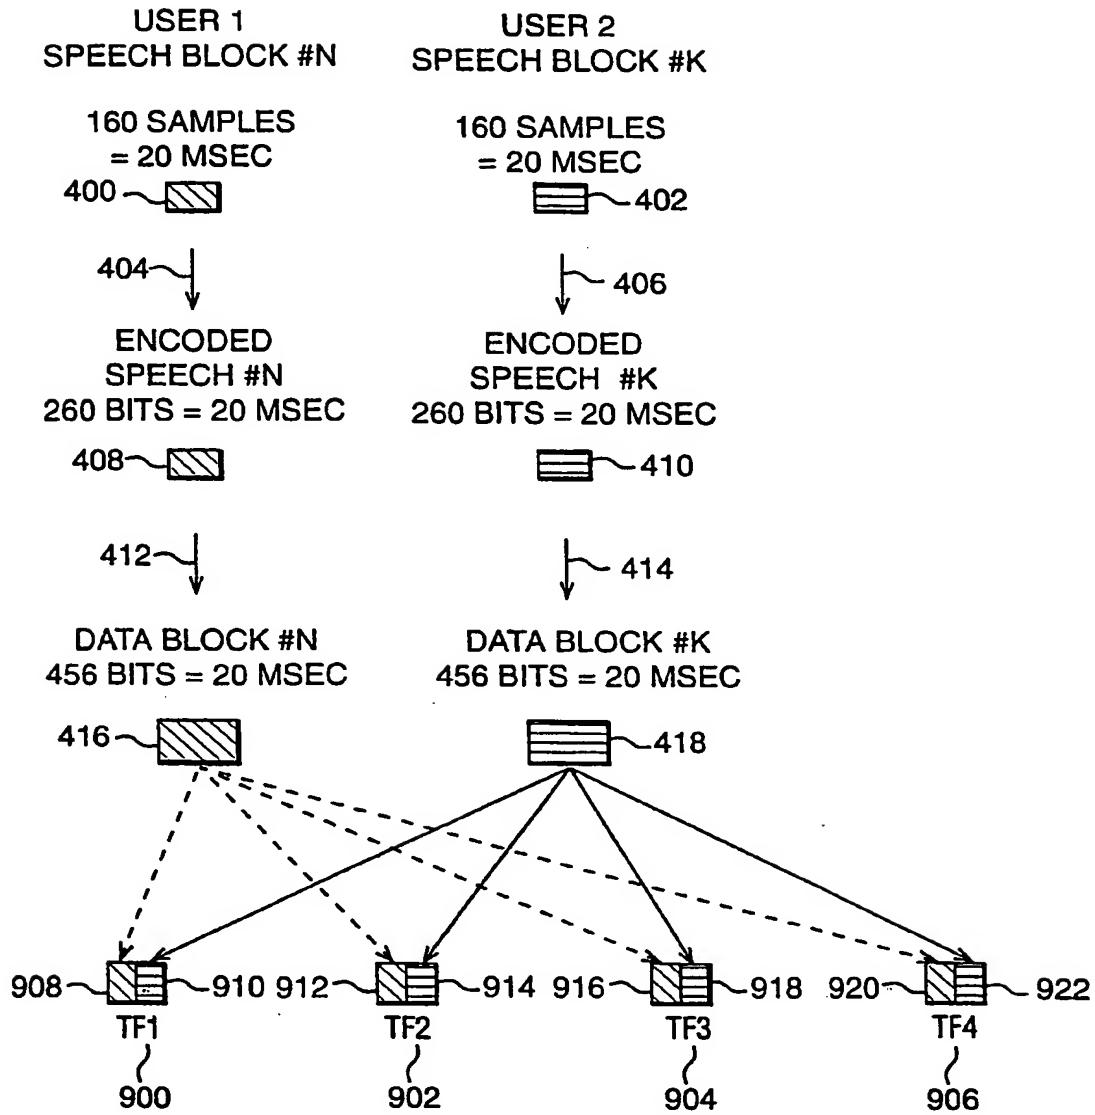 USER 1
SPEECH BLOCK #N
USER 2
SPEECH BLOCK #K
160 SAMPLES
= 20 MSEC
160 SAMPLES
= 20 MSEC
400
402
404
406
ENCODED
SPEECH #N
260 BITS = 20 MSEC
ENCODED
SPEECH #K
260 BITS = 20 MSEC
408
410
412
414
DATA BLOCK #N
456 BITS = 20 MSEC
DATA BLOCK #K
456 BITS = 20 MSEC
416
418
908 910 912 914 916 918 920 922
TF1 TF2 TF3 TF4
900 902 904 906